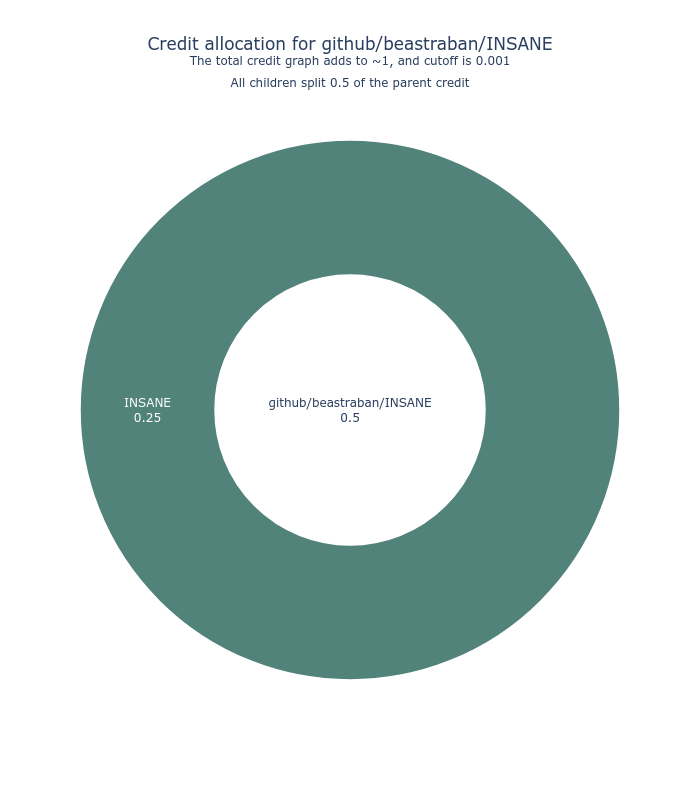 Credit allocation for github/beastraban/INSANE
The total credit graph adds to ~1, and cutoff is 0.001
All children split 0.5 of the parent credit
INSANE
0.25
github/beastraban/INSANE
0.5